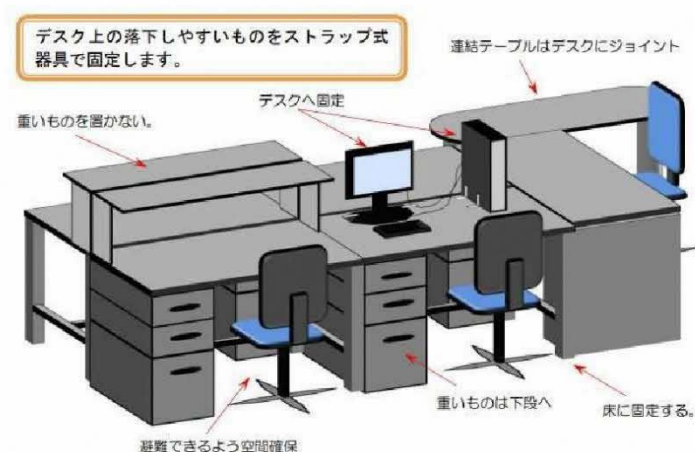 デスク上の落下しやすいものをストラップ式
器具で固定します。
連結テーブルはデスクにジョイント
デスクへ固定
重いものを置かない。
重いものは下段へ
床に固定する。
避難できるよう空間確保